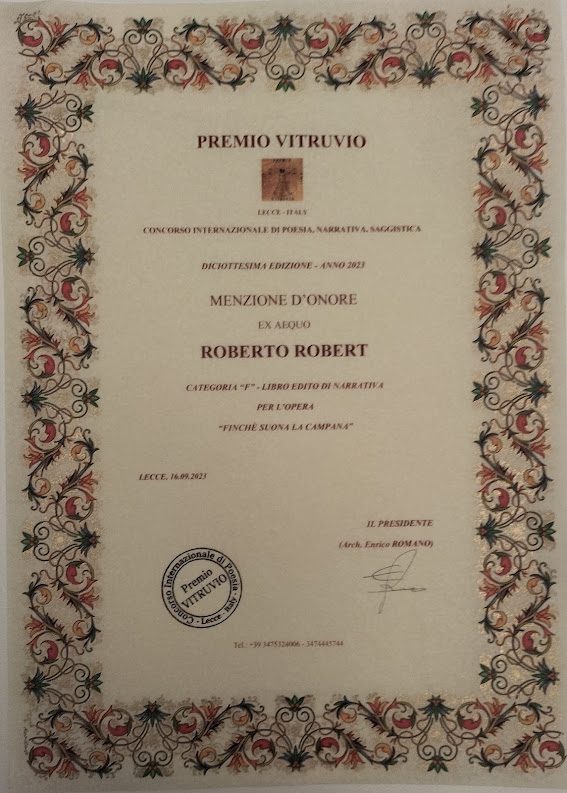 PREMIO VITRUVIO
LECCE - ITALY
CONCORSO INTERNAZIONALE DI POESIA, NARRATIVA, SAGGISTICA
DICIOTTESIMA EDIZIONE - ANNO 2023
MENZIONE D'ONORE
EX AEQUO
ROBERTO ROBERT
CATEGORIA "F" - LIBRO EDITO DI NARRATIVA
PER L'OPERA
"FINCHÈ SUONA LA CAMPANA"
LECCE, 16.09.2023
IL PRESIDENTE
(Arch. Enrico ROMANO)
Concorso Internazionale di Poesia
Premio
VITRUVIO
- Lecce - Italy -
Tel.: +39 3475324006 - 3474445744